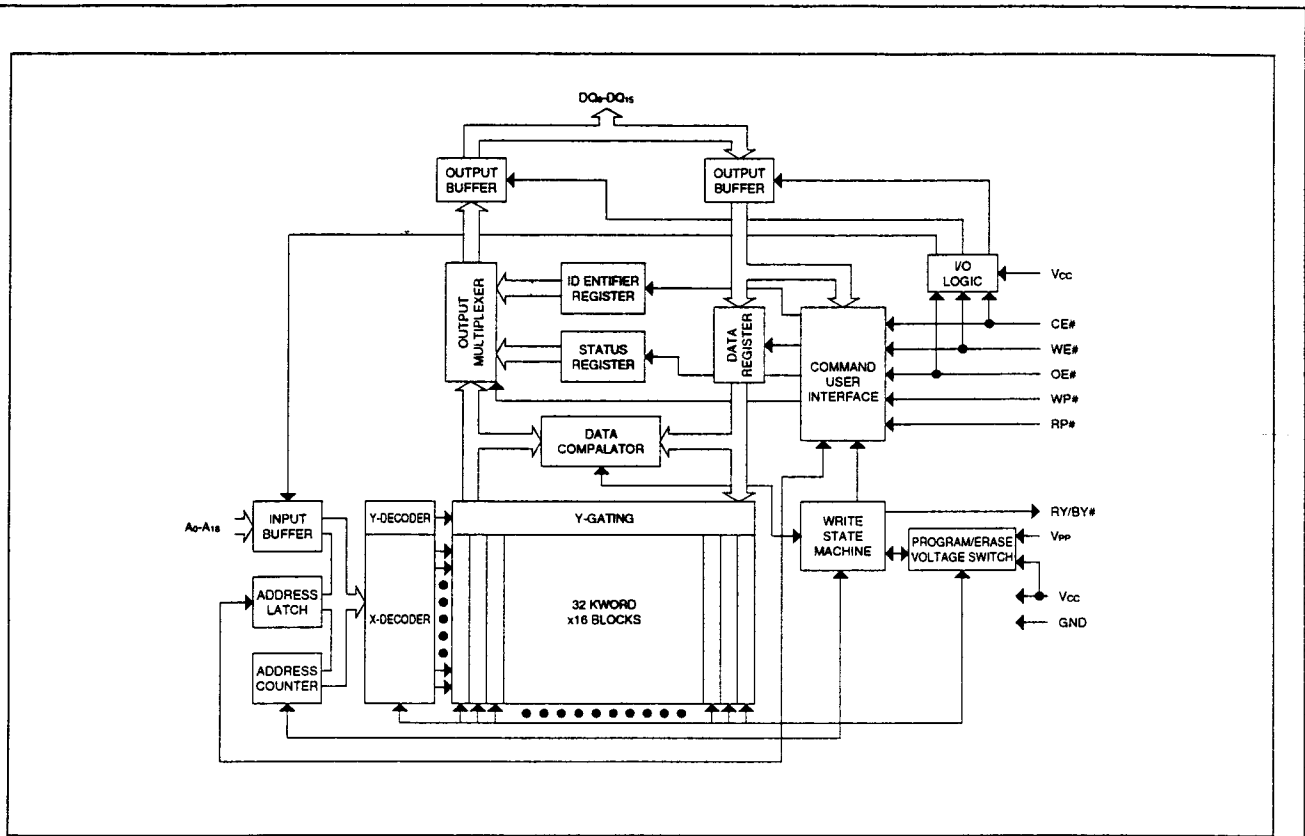 DQ0-DQ15
OUTPUT
BUFFER
OUTPUT
BUFFER
I/O
LOGIC
VCC
OUTPUT
MULTIPLEXER
ID ENTIFIER
REGISTER
STATUS
REGISTER
DATA
REGISTER
COMMAND
USER
INTERFACE
CE#
WE#
OE#
WP#
RP#
DATA
COMPALATOR
A0-A18
INPUT
BUFFER
Y-DECODER
Y-GATING
WRITE
STATE
MACHINE
RY/BY#
PROGRAM/ERASE
VOLTAGE SWITCH
VPP
VCC
GND
ADDRESS
LATCH
X-DECODER
32 KWORD
x16 BLOCKS
ADDRESS
COUNTER